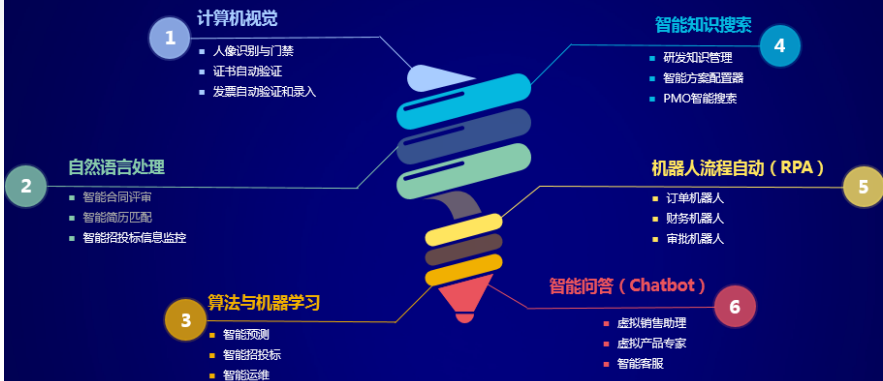 1
计算机视觉
人像识别与门禁
证书自动验证
发票自动验证和录入
2
自然语言处理
智能合同评审
智能简历匹配
智能招投标信息监控
3
算法与机器学习
智能预测
智能招投标
智能运维
4
智能知识搜索
研发知识管理
智能方案配置器
PMO智能搜索
5
机器人流程自动（RPA）
订单机器人
财务机器人
审批机器人
6
智能问答（Chatbot）
虚拟销售助理
虚拟产品专家
智能客服